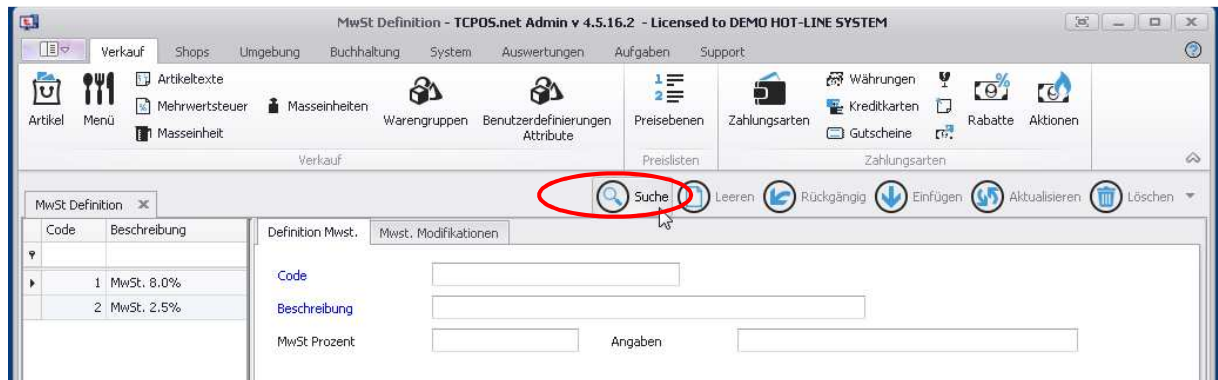 MwSt Definition - TCPOS.net Admin v 4.5.16.2 - Licensed to DEMO HOT-LINE SYSTEM
Verkauf Shops Umgebung Buchhaltung System Auswertungen Aufgaben Support
Artikel
Menü
Artikeltexte
Mehrwertsteuer
Masseinheit
Masseinheiten
Warengruppen
Benutzerdefinierungen
Attribute
Verkauf
Preisebenen
Preislisten
Zahlungsarten
Währungen
Kreditkarten
Gutscheine
Rabatte
Aktionen
Zahlungsarten
MwSt Definition
Suche Leeren Rückgängig Einfügen Aktualisieren Löschen
Code Beschreibung
1 MwSt. 8.0%
2 MwSt. 2.5%
Definition Mwst. Mwst. Modifikationen
Code
Beschreibung
MwSt Prozent Angaben